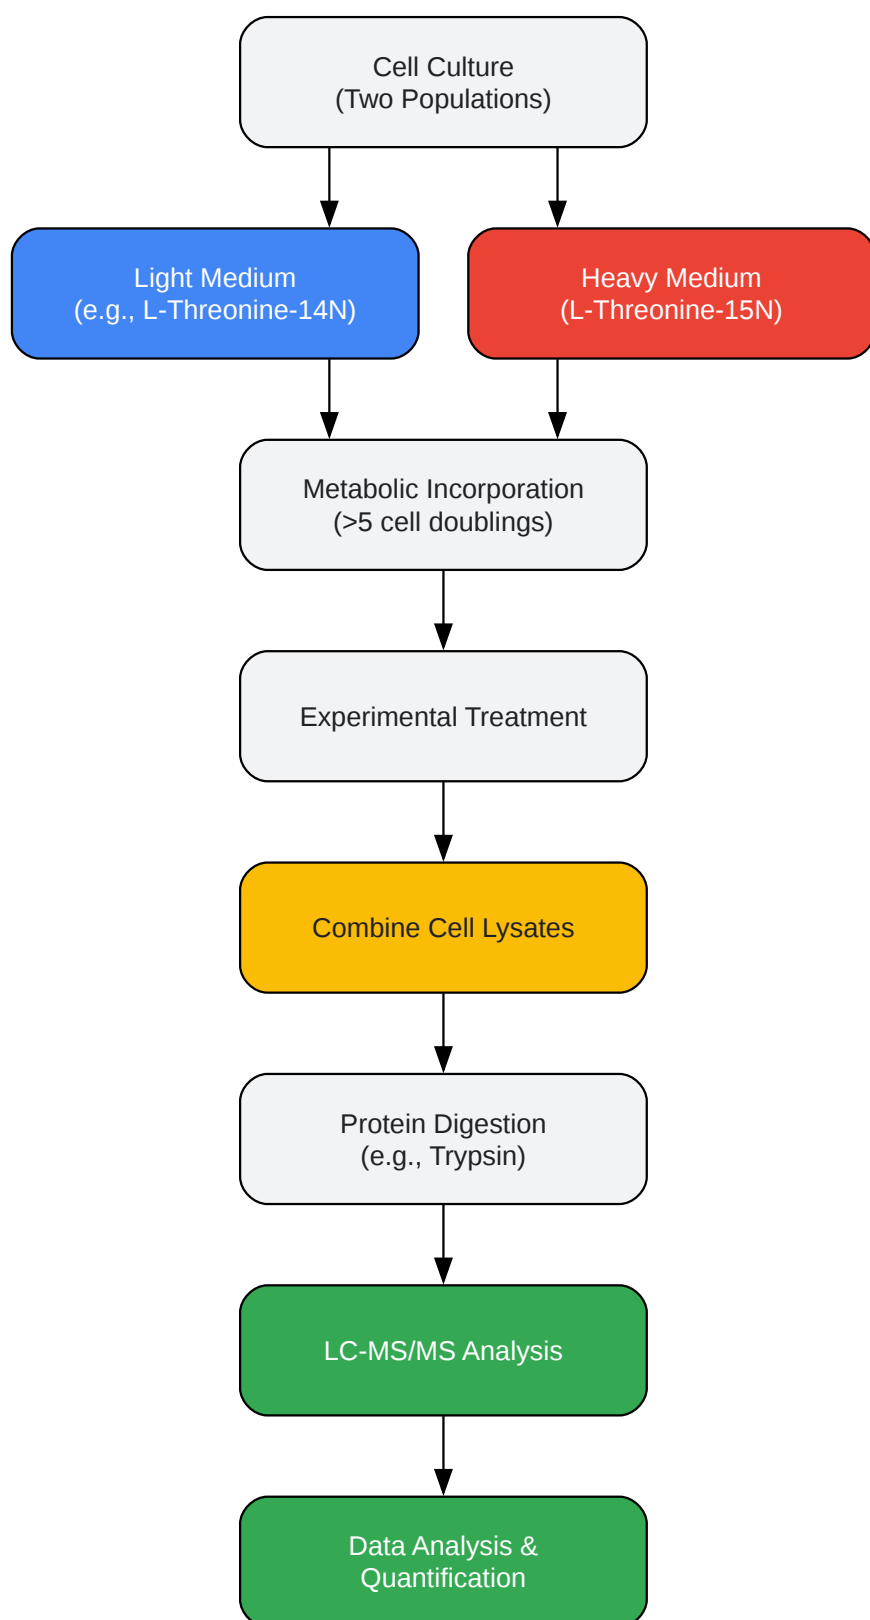 Cell Culture
(Two Populations)
Light Medium
(e.g., L-Threonine-14N)
Heavy Medium
(L-Threonine-15N)
Metabolic Incorporation
(>5 cell doublings)
Experimental Treatment
Combine Cell Lysates
Protein Digestion
(e.g., Trypsin)
LC-MS/MS Analysis
Data Analysis &
Quantification